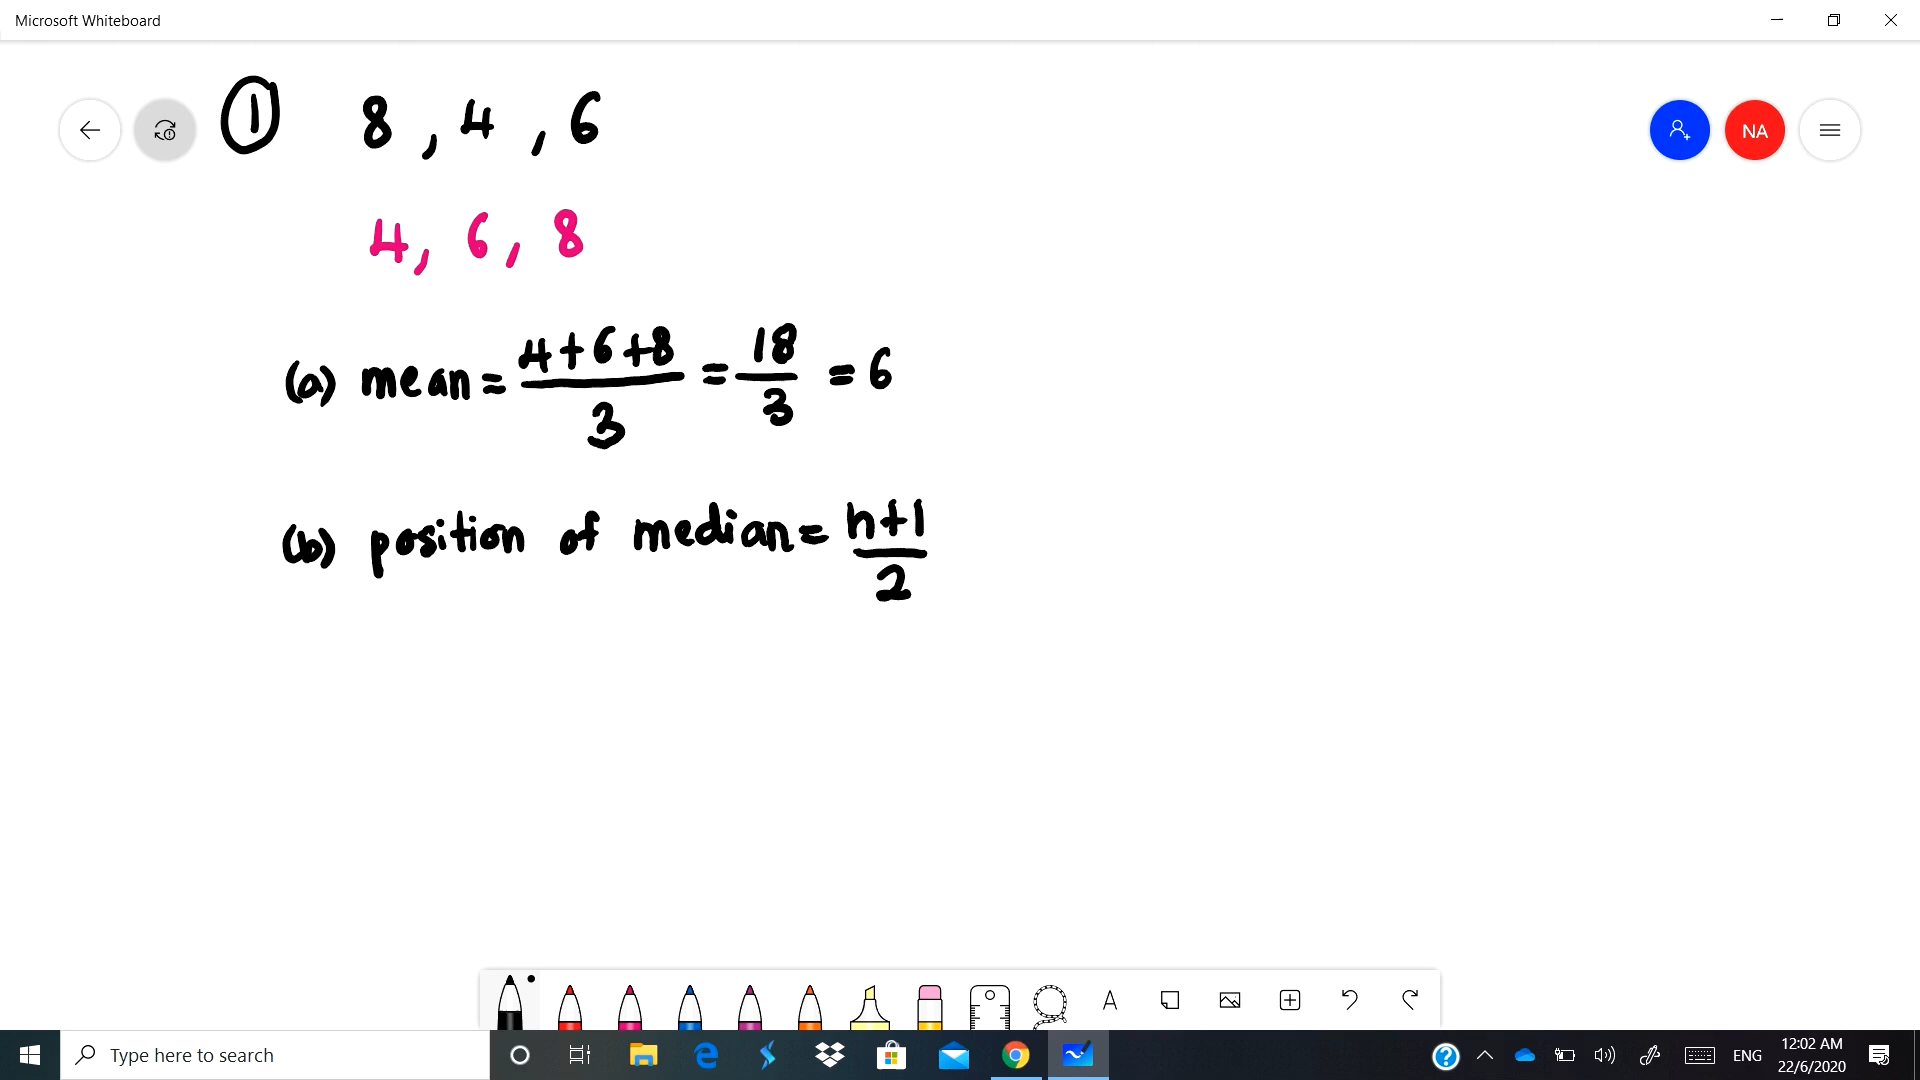 Microsoft Whiteboard
① 8 , 4 , 6
NA
4, 6, 8
(a) mean = 4+6+8/3 = 18/3 = 6
(b) position of median = n+1/2
A
Type here to search
ENG
12:02 AM
22/6/2020